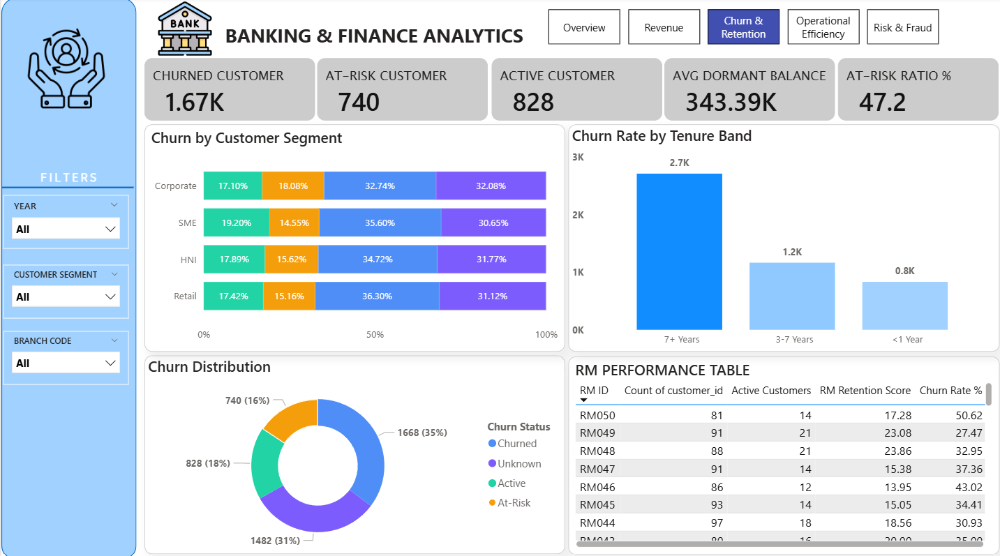 BANK
BANKING & FINANCE ANALYTICS
Overview
Revenue
Churn &
Retention
Operational
Efficiency
Risk & Fraud
FILTERS
YEAR
All
CUSTOMER SEGMENT
All
BRANCH CODE
All
CHURNED CUSTOMER
1.67K
AT-RISK CUSTOMER
740
ACTIVE CUSTOMER
828
AVG DORMANT BALANCE
343.39K
AT-RISK RATIO %
47.2
Churn by Customer Segment
Corporate 17.10% 18.08% 32.74% 32.08%
SME 19.20% 14.55% 35.60% 30.65%
HNI 17.89% 15.62% 34.72% 31.77%
Retail 17.42% 15.16% 36.30% 31.12%
0% 50% 100%
Churn Rate by Tenure Band
3K
2K
1K
0K
2.7K
1.2K
0.8K
7+ Years 3-7 Years <1 Year
Churn Distribution
740 (16%)
1668 (35%)
828 (18%)
1482 (31%)
Churn Status
Churned
Unknown
Active
At-Risk
RM PERFORMANCE TABLE
RM ID Count of customer_id Active Customers RM Retention Score Churn Rate %
RM050 81 14 17.28 50.62
RM049 91 21 23.08 27.47
RM048 88 21 23.86 32.95
RM047 91 14 15.38 37.36
RM046 86 12 13.95 43.02
RM045 93 14 15.05 34.41
RM044 97 18 18.56 30.93